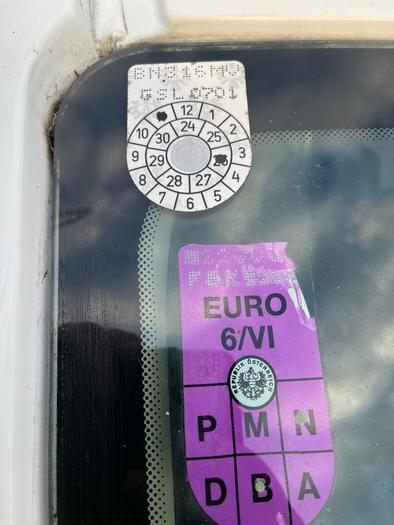 BN316MV
GSL0701
12 1
10 30 24 25 2
9 29 3
8 28 27 4
7 6 5
EURO
6/VI
REPUBLIK ÖSTERREICH
P M N
D B A